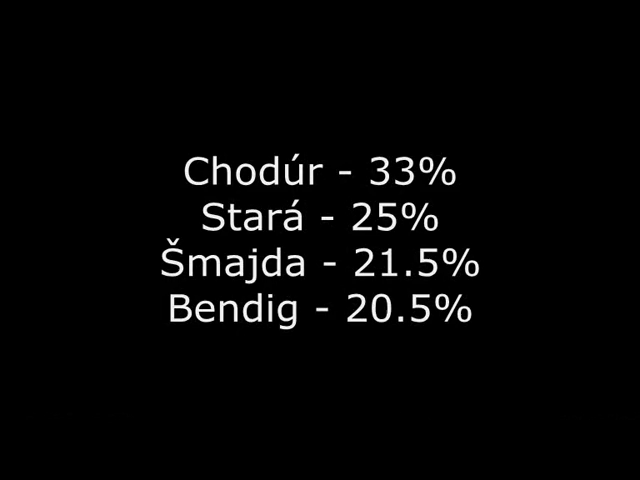 Chodúr - 33%
Stará - 25%
Šmajda - 21.5%
Bendig - 20.5%